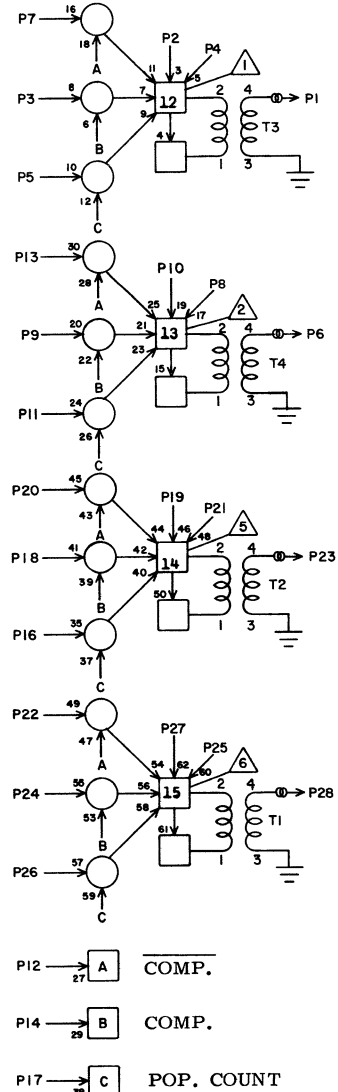 P7 16
18
A
11
P2
3
P4
5
1
P3 8 7 12 2 4 P1
6
9
4
T3
B
1 3
P5 10
12
C
P13 30
28
A
25
P10
19
P8
17
2
P9 20 21 13 2 4 P6
22
23
15
T4
B
1 3
P11 24
26
C
P20 45
43
A
44
P19
46
P21
48
5
P18 41 42 14 2 4 P23
39
40
50
T2
B
1 3
P16 35
37
C
P22 49
47
A
54
P27
62
P25
60
6
P24 55 56 15 2 4 P28
53
58
61
T1
B
1 3
P26 57
59
C
P12 27 A COMP.
P14 29 B COMP.
P17 C POP. COUNT